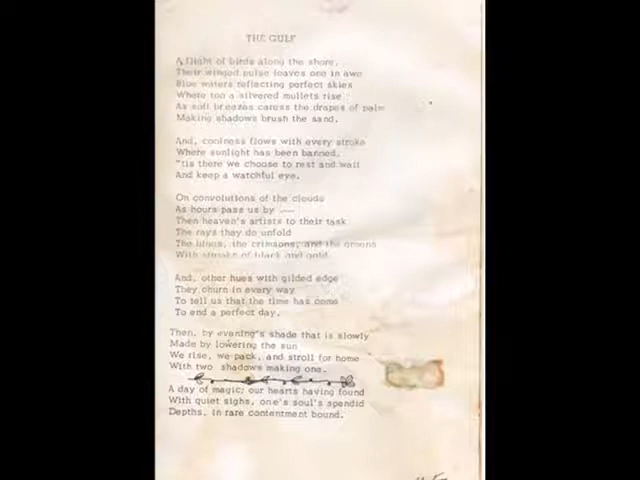 THE GULF
A flight of birds along the shore,
Their winged pulse leaves one in awe
Blue waters reflecting perfect skies
Where too a silvered mullets rise
As soft breezes caress the drapes of palm
Making shadows brush the sand.
And, coolness flows with every stroke
Where sunlight has been banned,
"tis there we choose to rest and wait
And keep a watchful eye.
On convolutions of the clouds
As hours pass us by —
Then heaven's artists to their task
The rays they do unfold
The blues, the crimsons, and the greens
With streaks of black and gold.
And, other hues with gilded edge
They churn in every way
To tell us that the time has come
To end a perfect day.
Then, by evening's shade that is slowly
Made by lowering the sun
We rise, we pack, and stroll for home
With two shadows making one.
A day of magic; our hearts having found
With quiet sighs, one's soul's spendid
Depths, in rare contentment bound.